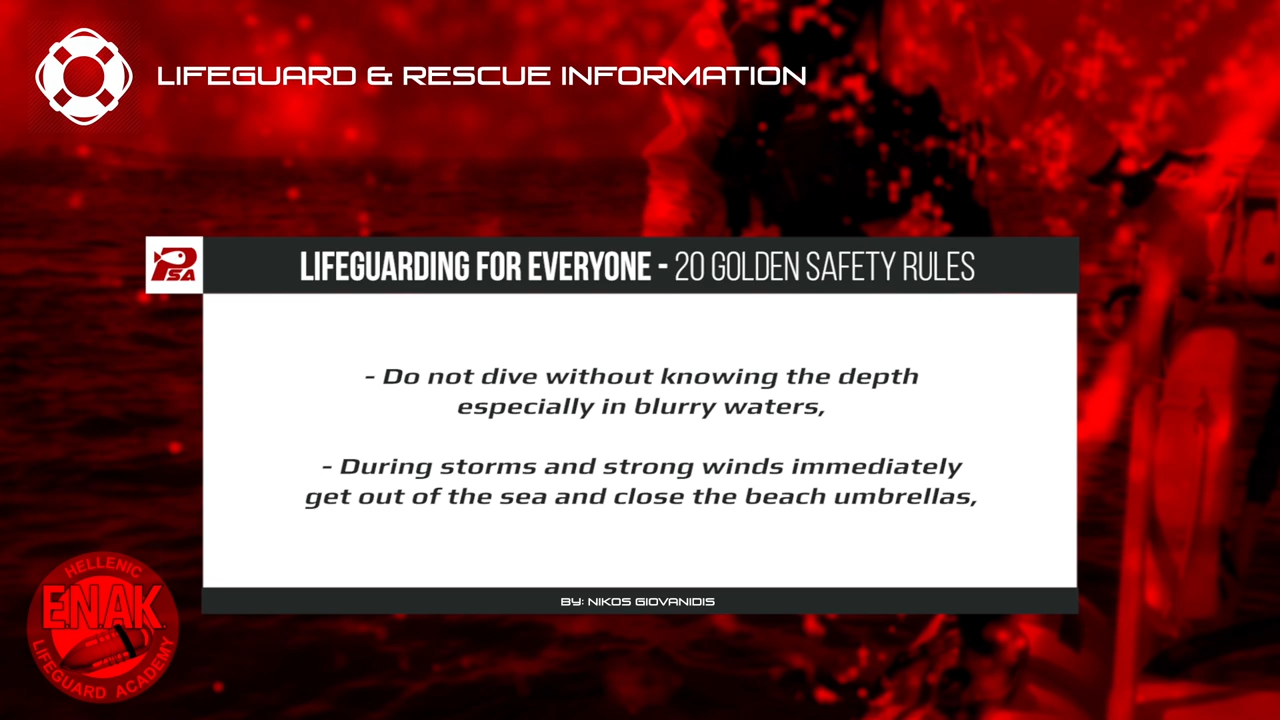 LIFEGUARD & RESCUE INFORMATION
PSA
LIFEGUARDING FOR EVERYONE - 20 GOLDEN SAFETY RULES
- Do not dive without knowing the depth
especially in blurry waters,
- During storms and strong winds immediately
get out of the sea and close the beach umbrellas,
BY: NIKOS GIOVANIDIS
HELLENIC
E.N.A.K.
LIFEGUARD ACADEMY